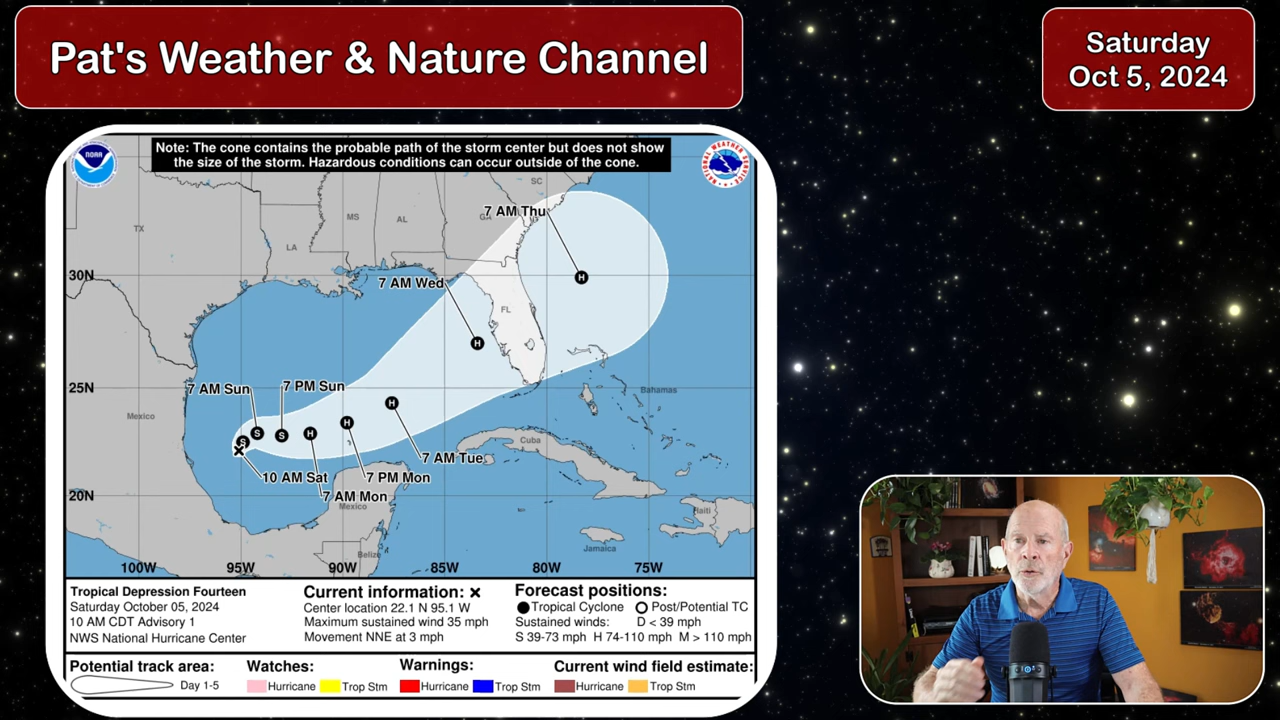 Pat's Weather & Nature Channel
Saturday
Oct 5, 2024
NOAA
Note: The cone contains the probable path of the storm center but does not show
the size of the storm. Hazardous conditions can occur outside of the cone.
NATIONAL WEATHER SERVICE
SC
7 AM Thu
MS
AL
GA
TX
LA
30N
7 AM Wed
FL
25N
7 AM Sun
7 PM Sun
Bahamas
Mexico
H
H
H
H
H
S
S
S
Cuba
7 AM Tue
10 AM Sat
7 PM Mon
7 AM Mon
20N
Mexico
Haiti
Jamaica
Belize
100W
95W
90W
85W
80W
75W
Tropical Depression Fourteen
Saturday October 05, 2024
10 AM CDT Advisory 1
NWS National Hurricane Center
Current information: x
Center location 22.1 N 95.1 W
Maximum sustained wind 35 mph
Movement NNE at 3 mph
Forecast positions:
Tropical Cyclone Post/Potential TC
Sustained winds: D < 39 mph
S 39-73 mph H 74-110 mph M > 110 mph
Potential track area:
Day 1-5
Watches:
Hurricane Trop Stm
Warnings:
Hurricane Trop Stm
Current wind field estimate:
Hurricane Trop Stm